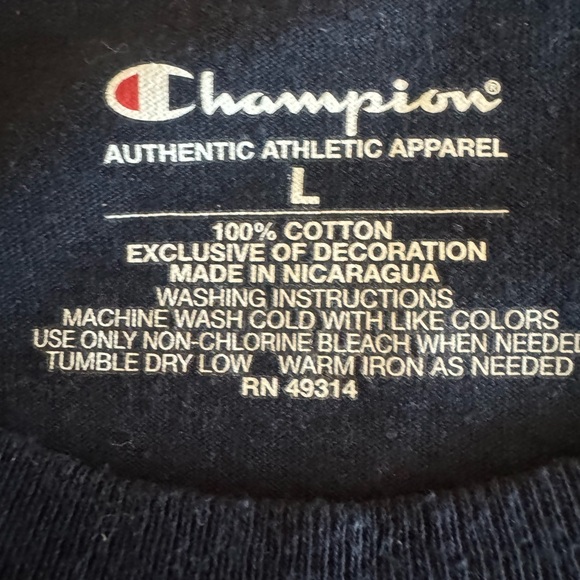 Champion®
AUTHENTIC ATHLETIC APPAREL
L
100% COTTON
EXCLUSIVE OF DECORATION
MADE IN NICARAGUA
WASHING INSTRUCTIONS
MACHINE WASH COLD WITH LIKE COLORS
USE ONLY NON-CHLORINE BLEACH WHEN NEEDED
TUMBLE DRY LOW WARM IRON AS NEEDED
RN 49314